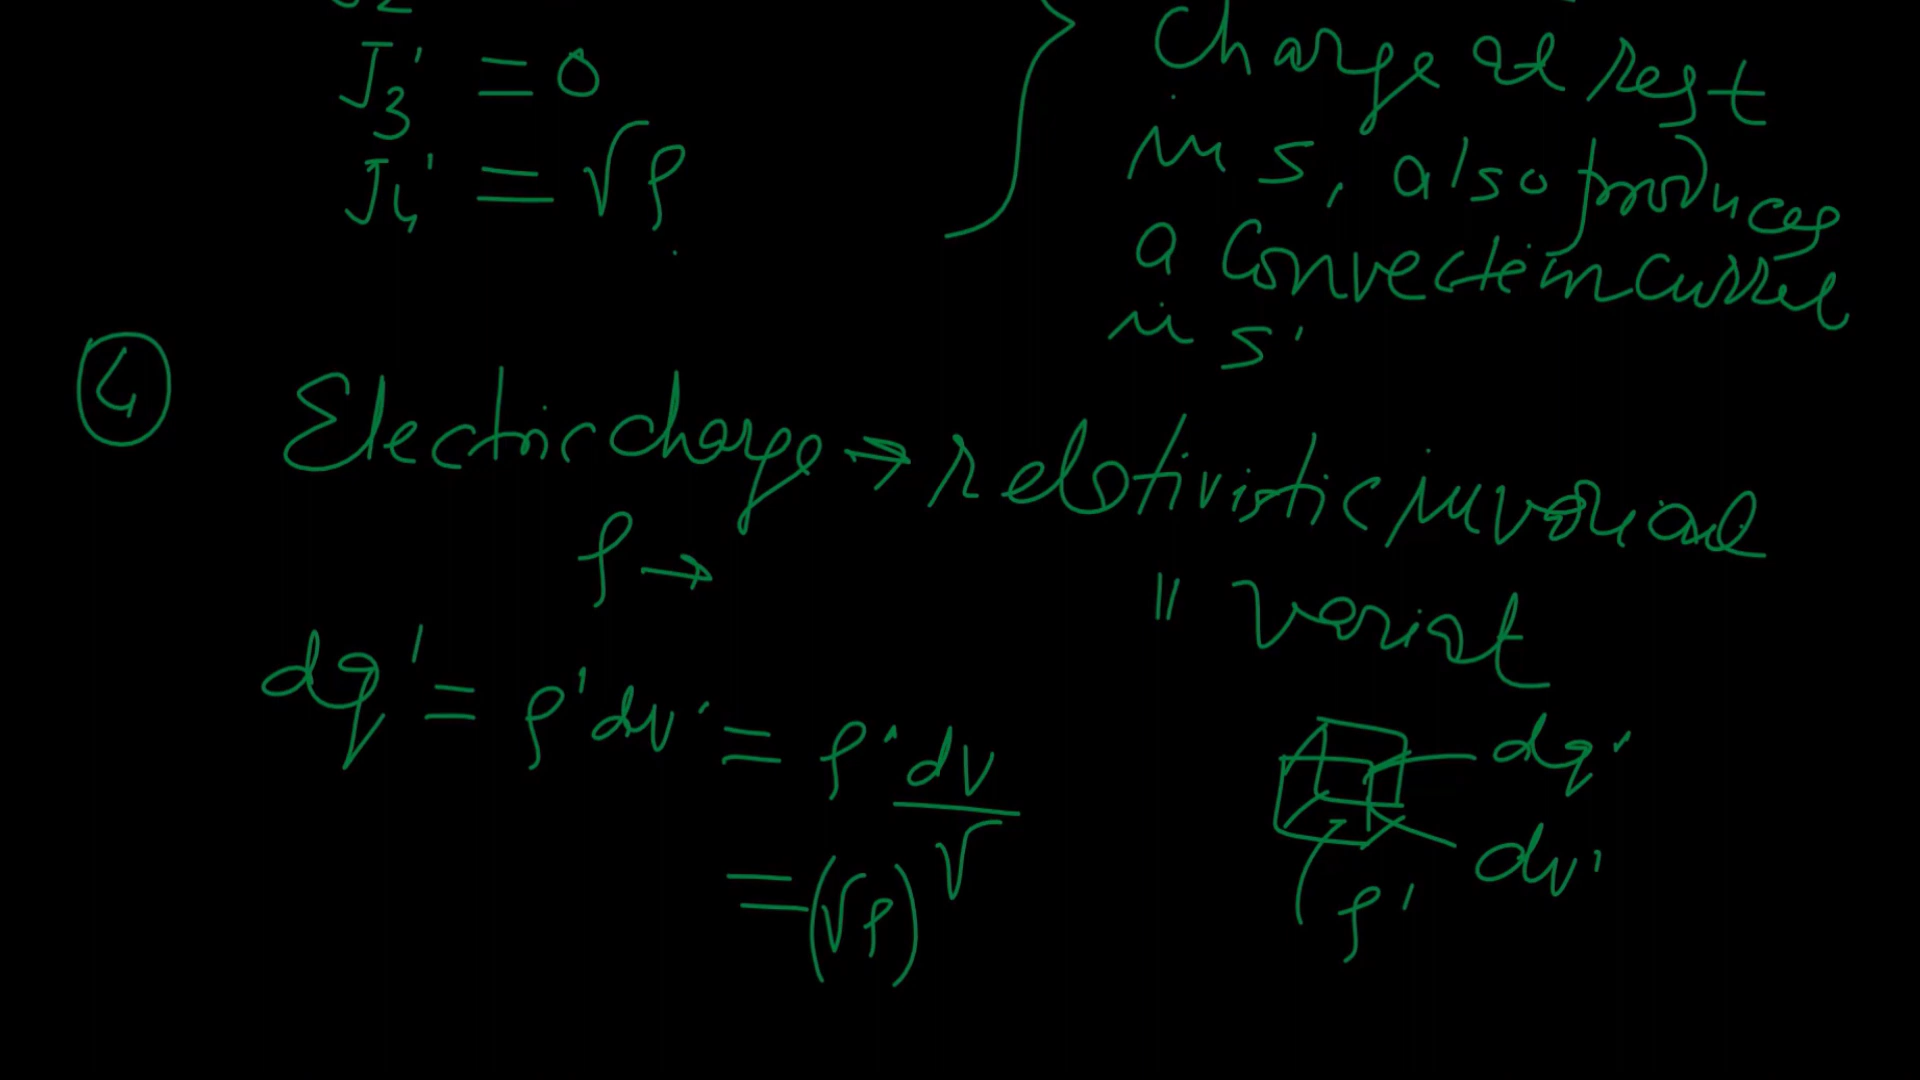 J₃' = 0
J₄' = γρ
Charge at rest
in S, also produces
a Convection Current
in S'
④ Electric charge → relativistic invariant
ρ → " variant
dq' = ρ'dv' = ρ'dv/γ
= (γρ)
dq'
dv'
ρ'